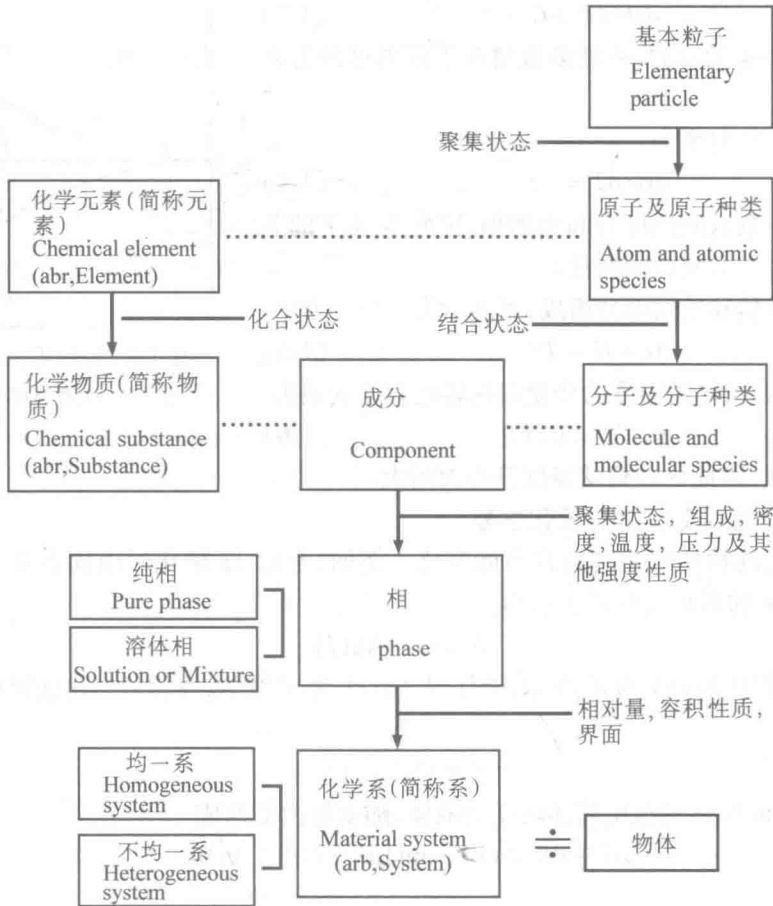 基本粒子
Elementary
particle
聚集状态
化学元素(简称元
素)
Chemical element
(abr,Element)
原子及原子种类
Atom and atomic
species
化合状态
结合状态
化学物质(简称物
质)
Chemical substance
(abr,Substance)
成分
Component
分子及分子种类
Molecule and
molecular species
聚集状态, 组成, 密
度, 温度, 压力及其
他强度性质
纯相
Pure phase
溶体相
Solution or Mixture
相
phase
相对量, 容积性质,
界面
均一系
Homogeneous
system
不均一系
Heterogeneous
system
化学系(简称系)
Material system
(arb,System)
≑
物体